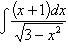 ∫ (x+1)dx / √(3−x²)